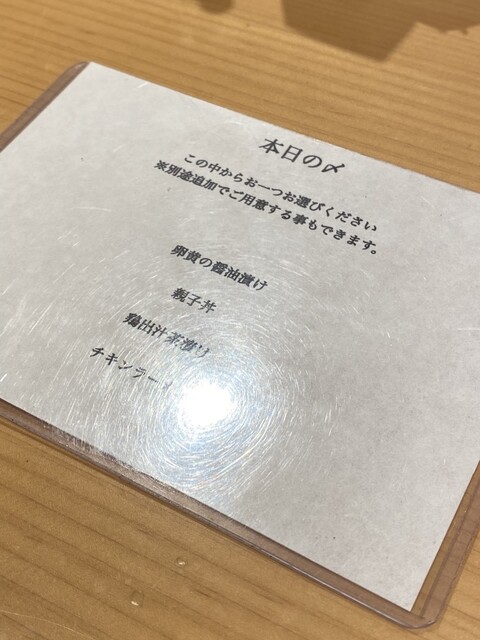 本日の〆
この中からお一つお選びください
※別途追加でご用意する事もできます。
卵黄の醤油漬け
親子丼
鶏出汁茶漬け
チキンラー